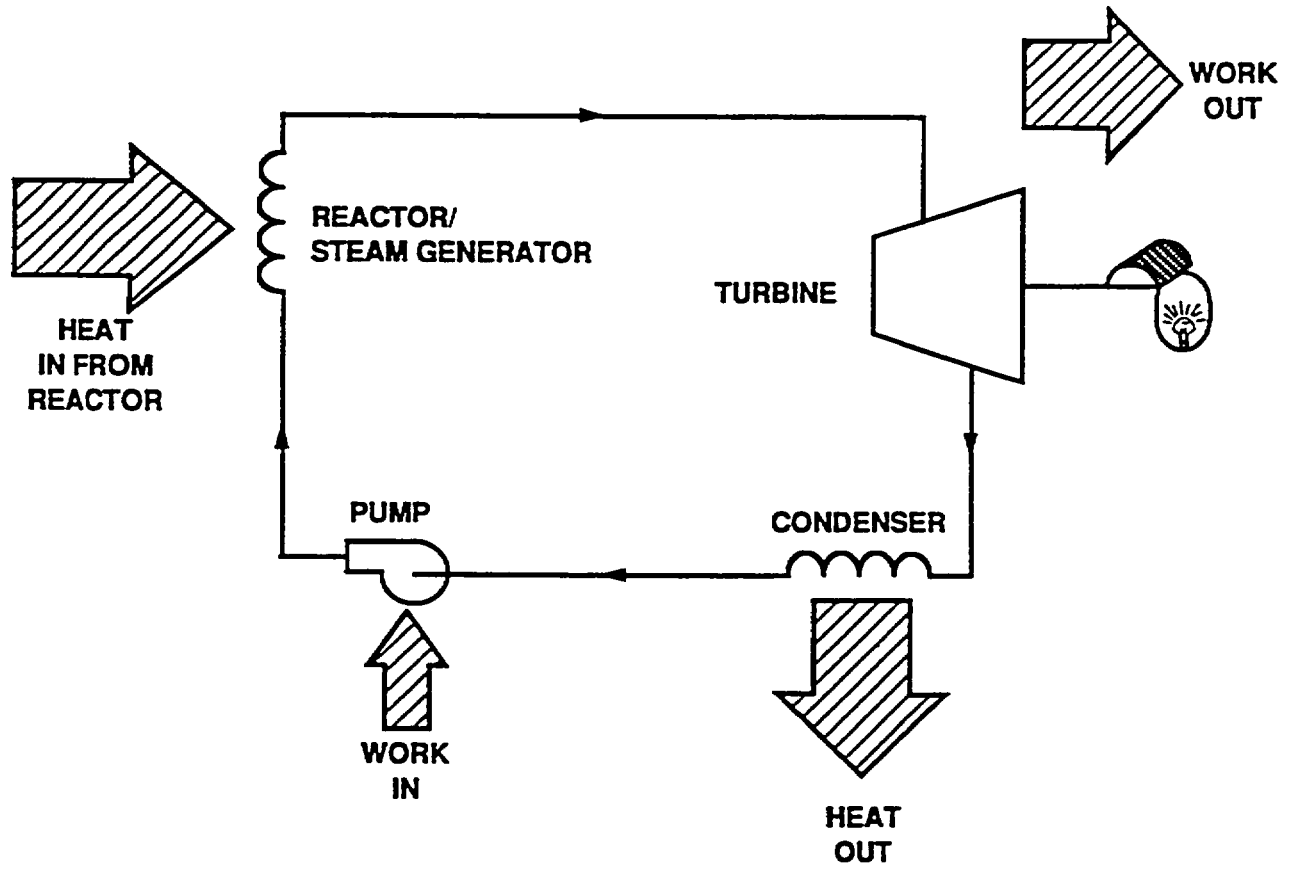 WORK
OUT
REACTOR/
STEAM GENERATOR
TURBINE
HEAT
IN FROM
REACTOR
PUMP
CONDENSER
WORK
IN
HEAT
OUT